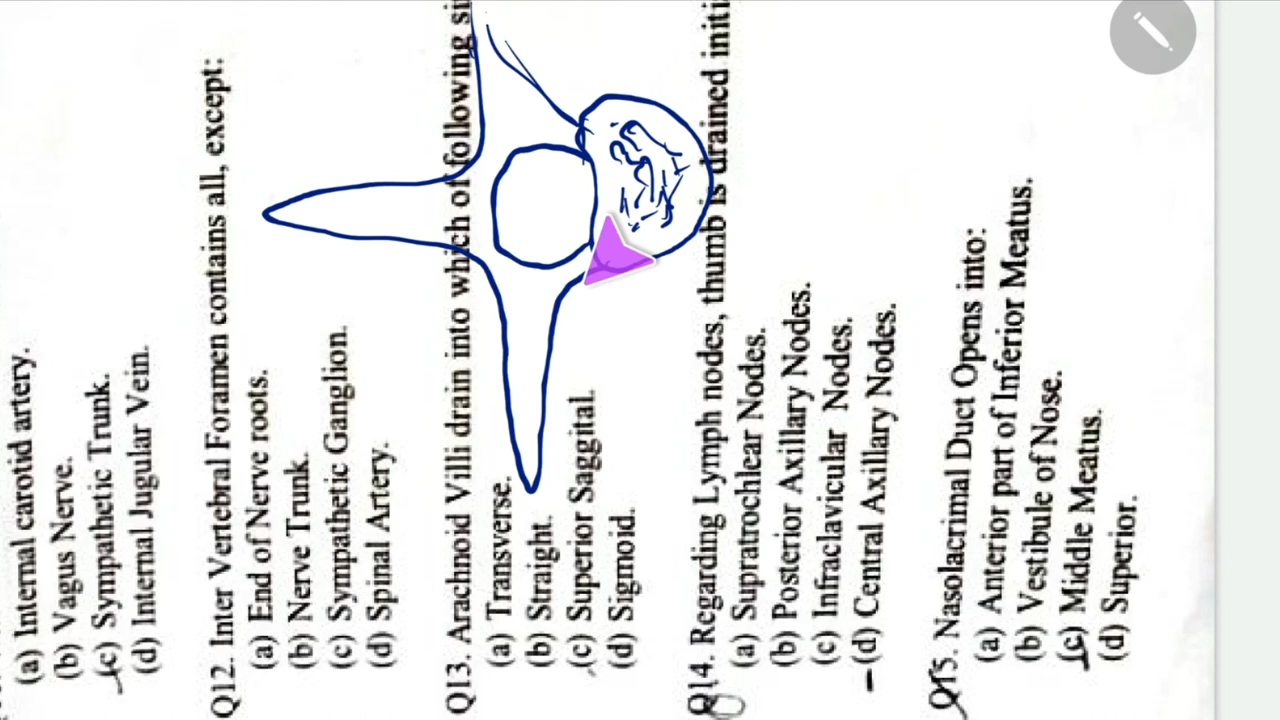 (a) Internal carotid artery.
(b) Vagus Nerve.
(c) Sympathetic Trunk.
(d) Internal Jugular Vein.
Q12. Inter Vertebral Foramen contains all, except:
(a) End of Nerve roots.
(b) Nerve Trunk.
(c) Sympathetic Ganglion.
(d) Spinal Artery.
Q13. Arachnoid Villi drain into which of following
(a) Transverse.
(b) Straight.
(c) Superior Saggital.
(d) Sigmoid.
Q14. Regarding Lymph nodes, thumb is drained
(a) Supratrochlear Nodes.
(b) Posterior Axillary Nodes.
(c) Infraclavicular Nodes.
(d) Central Axillary Nodes.
Q15. Nasolacrimal Duct Opens into:
(a) Anterior part of Inferior Meatus.
(b) Vestibule of Nose.
(c) Middle Meatus.
(d) Superior.